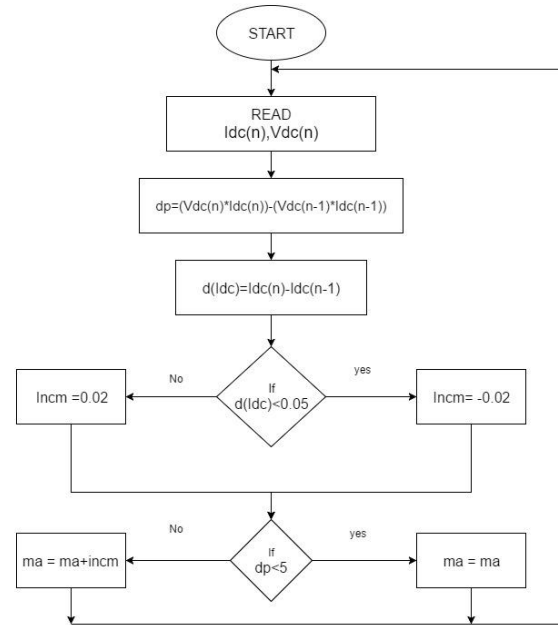 START
READ
Idc(n),Vdc(n)
dp=(Vdc(n)*Idc(n))-(Vdc(n-1)*Idc(n-1))
d(Idc)=Idc(n)-Idc(n-1)
No
If
d(Idc)<0.05
yes
Incm =0.02
Incm= -0.02
No
If
dp<5
yes
ma = ma+incm
ma = ma